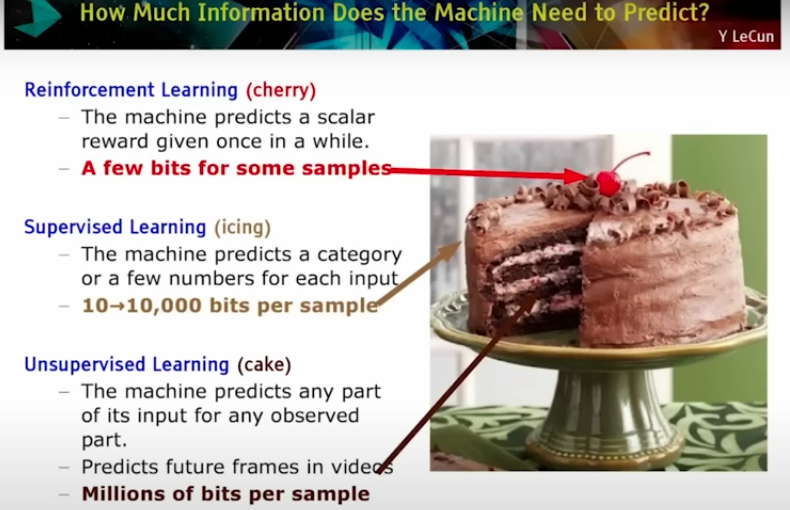 How Much Information Does the Machine Need to Predict?
Y LeCun
Reinforcement Learning (cherry)
– The machine predicts a scalar
reward given once in a while.
– A few bits for some samples
Supervised Learning (icing)
– The machine predicts a category
or a few numbers for each input
– 10→10,000 bits per sample
Unsupervised Learning (cake)
– The machine predicts any part
of its input for any observed
part.
– Predicts future frames in videos
– Millions of bits per sample